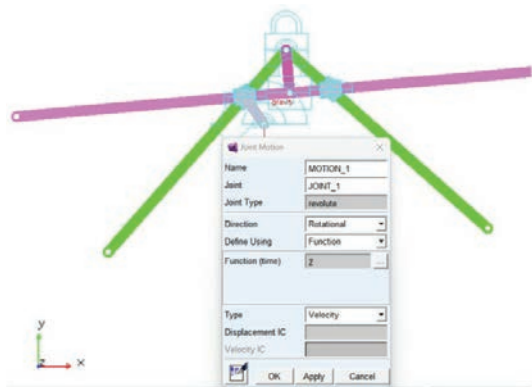 gravity
Joint Motion
Name MOTION_1
Joint JOINT_1
Joint Type revolute
Direction Rotational
Define Using Function
Function (time) 2 ...
Type Velocity
Displacement IC
Velocity IC
OK Apply Cancel
y
z x